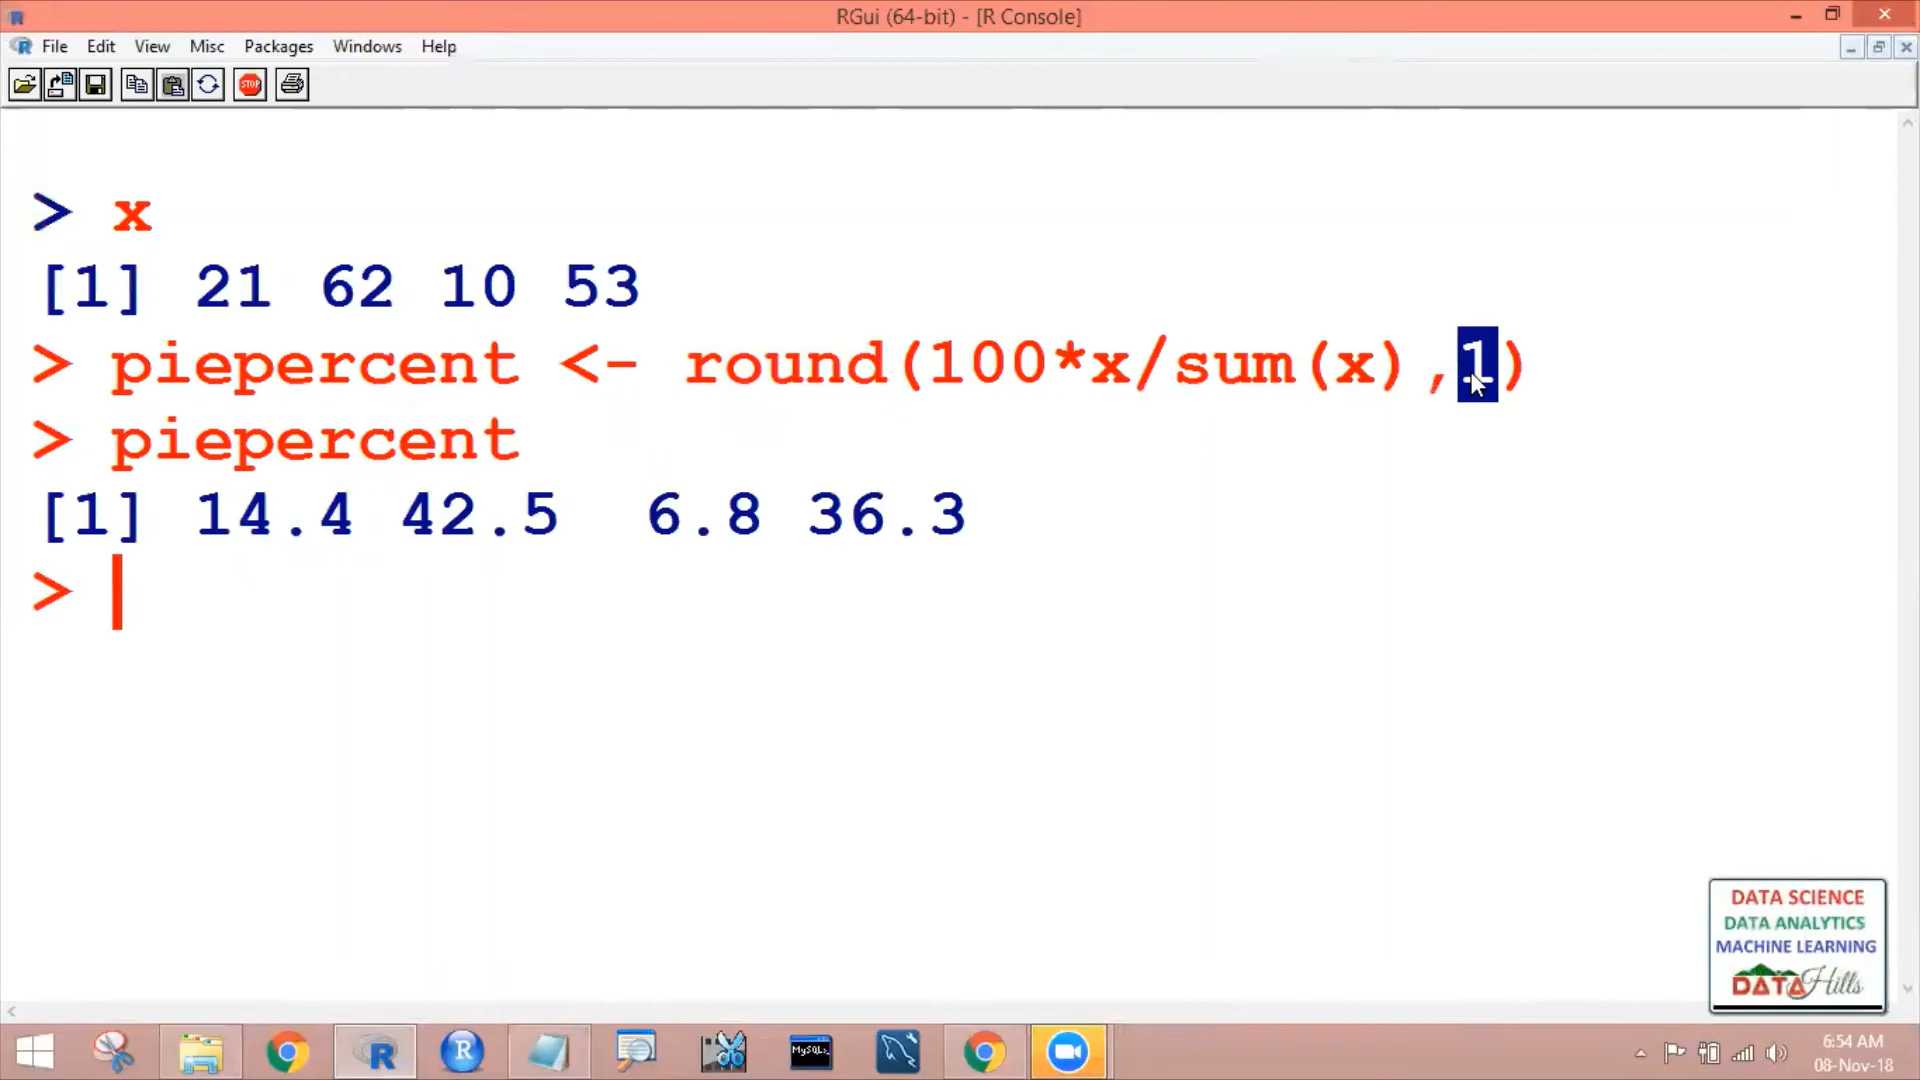 RGui (64-bit) - [R Console]
File Edit View Misc Packages Windows Help
STOP
> x
[1] 21 62 10 53
> piepercent <- round(100*x/sum(x),1)
> piepercent
[1] 14.4 42.5  6.8 36.3
>
DATA SCIENCE
DATA ANALYTICS
MACHINE LEARNING
DATAHills
MySQL
6:54 AM
08-Nov-18